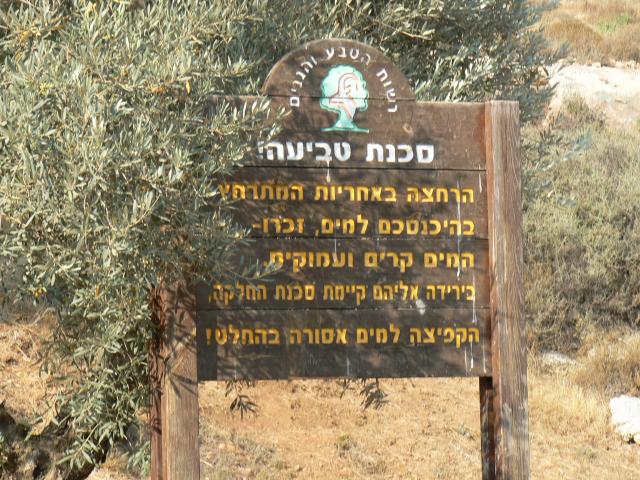 רשות הטבע והגנים
סכנת טביעה!
הרחצה באחריות המתרחץ
בהיכנסכם למים, זכרו-
המים קרים ועמוקים
בירידה אליהם קיימת סכנת החלקה,
הקפיצה למים אסורה בהחלט!